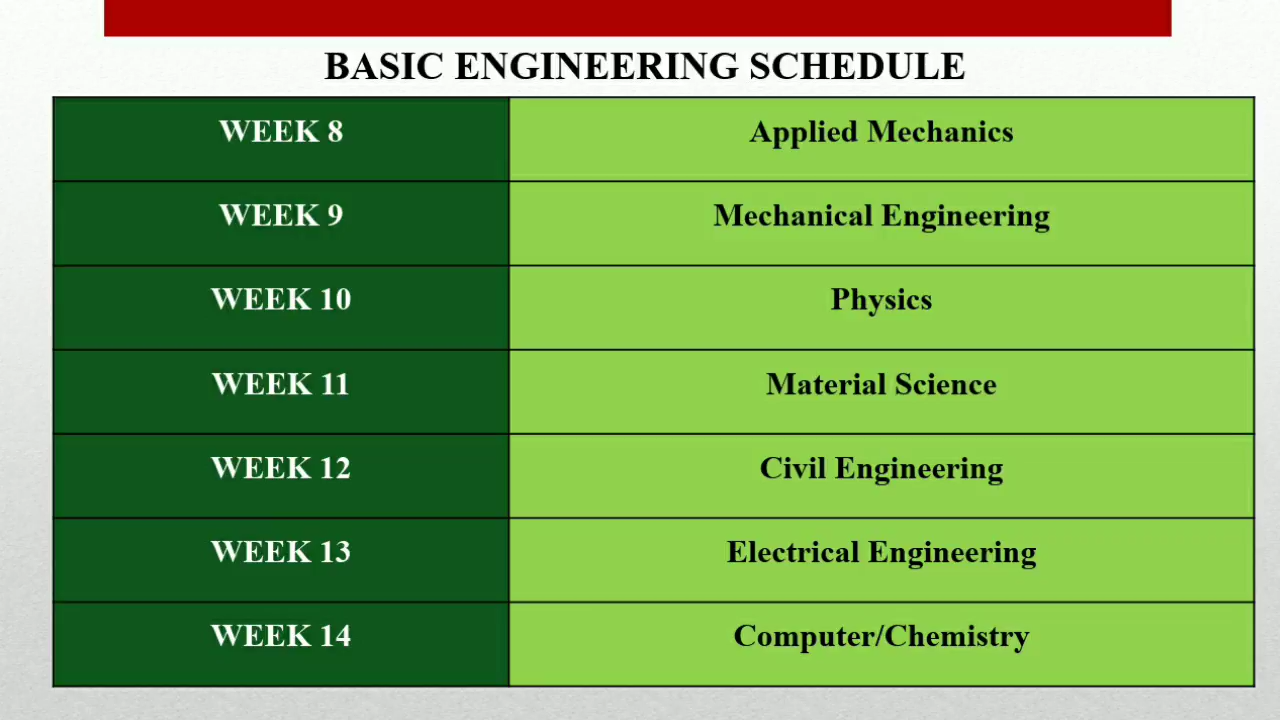 BASIC ENGINEERING SCHEDULE
WEEK 8 Applied Mechanics
WEEK 9 Mechanical Engineering
WEEK 10 Physics
WEEK 11 Material Science
WEEK 12 Civil Engineering
WEEK 13 Electrical Engineering
WEEK 14 Computer/Chemistry